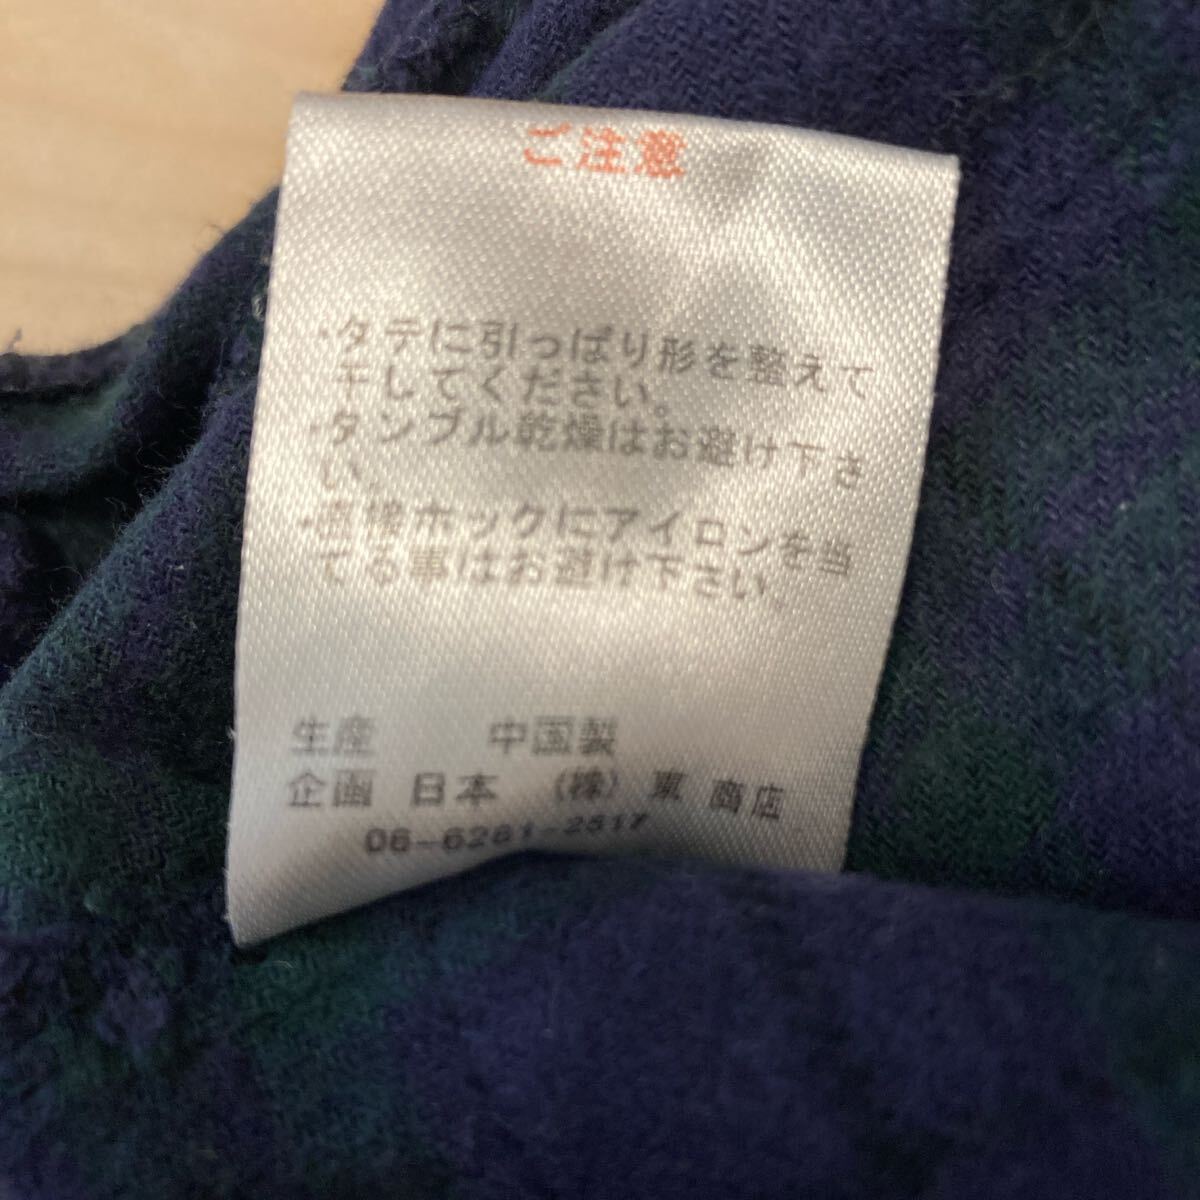 ご注意
・タテに引っぱり形を整えて
干してください。
・タンブル乾燥はお避け下さ
い。
・直接ホックにアイロンを当
てる事はお避け下さい。
生産 中国製
企画 日本 (株) 東 商店
06-6281-2517